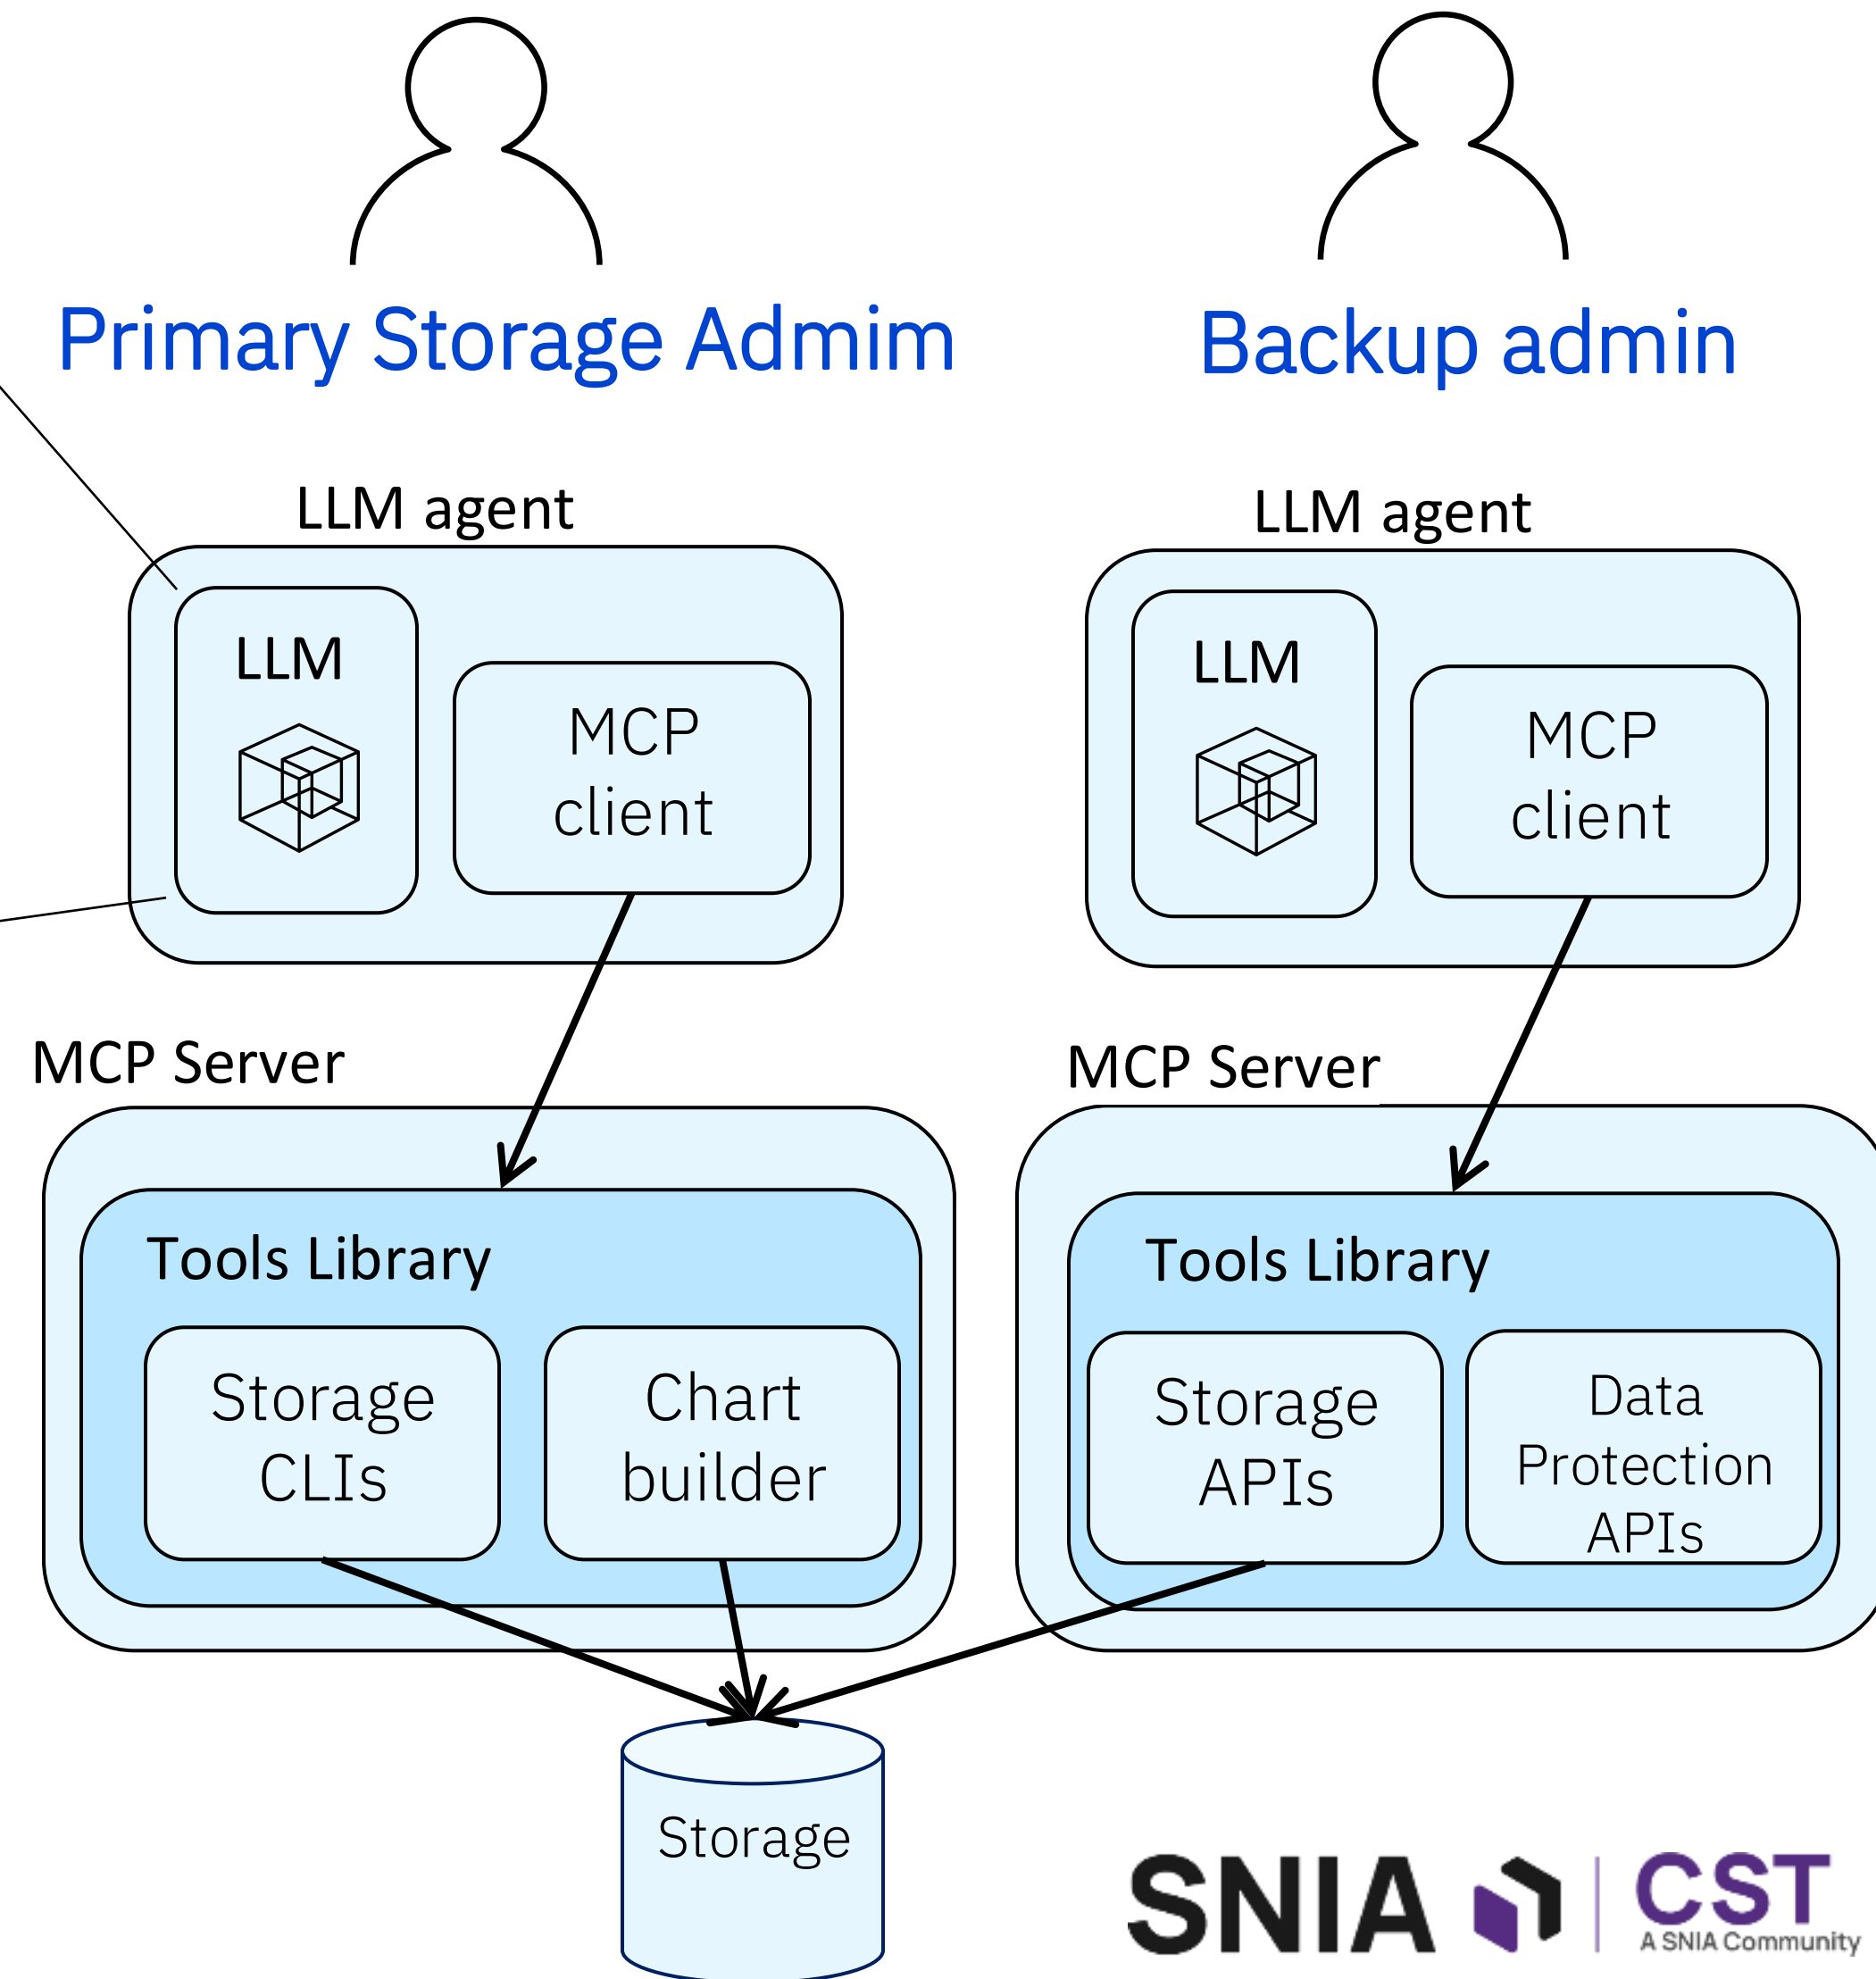 Primary Storage Admim
Backup admin
LLM agent
LLM agent
LLM
MCP
client
LLM
MCP
client
MCP Server
MCP Server
Tools Library
Storage
CLIs
Chart
builder
Tools Library
Storage
APIs
Data
Protection
APIs
Storage
SNIA
CST
A SNIA Community